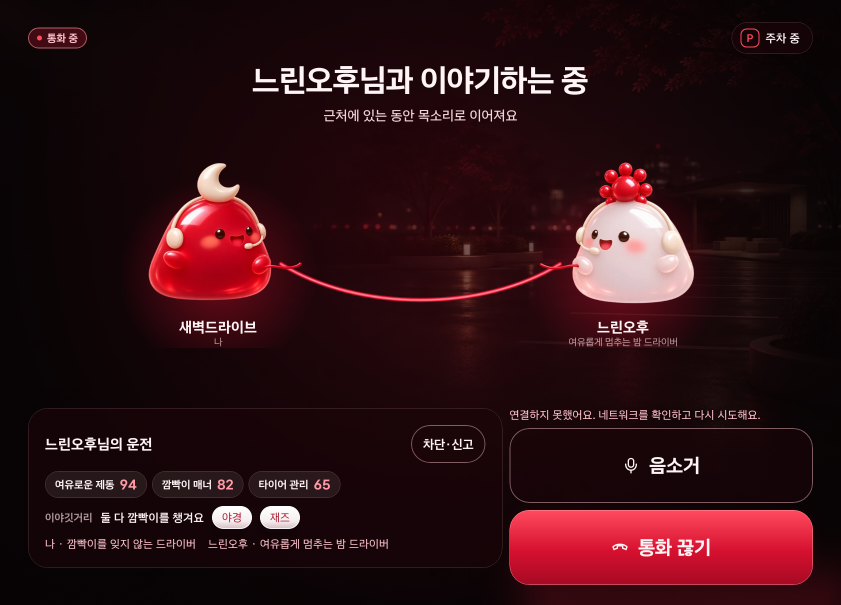 통화 중
P 주차 중
느린오후님과 이야기하는 중
근처에 있는 동안 목소리로 이어져요
새벽드라이브
나
느린오후
여유롭게 멈추는 밤 드라이버
느린오후님의 운전
차단·신고
여유로운 제동 94
깜빡이 매너 82
타이어 관리 65
이야깃거리 둘 다 깜빡이를 챙겨요 야경 재즈
나 · 깜빡이를 잊지 않는 드라이버 느린오후 · 여유롭게 멈추는 밤 드라이버
연결하지 못했어요. 네트워크를 확인하고 다시 시도해요.
음소거
통화 끊기